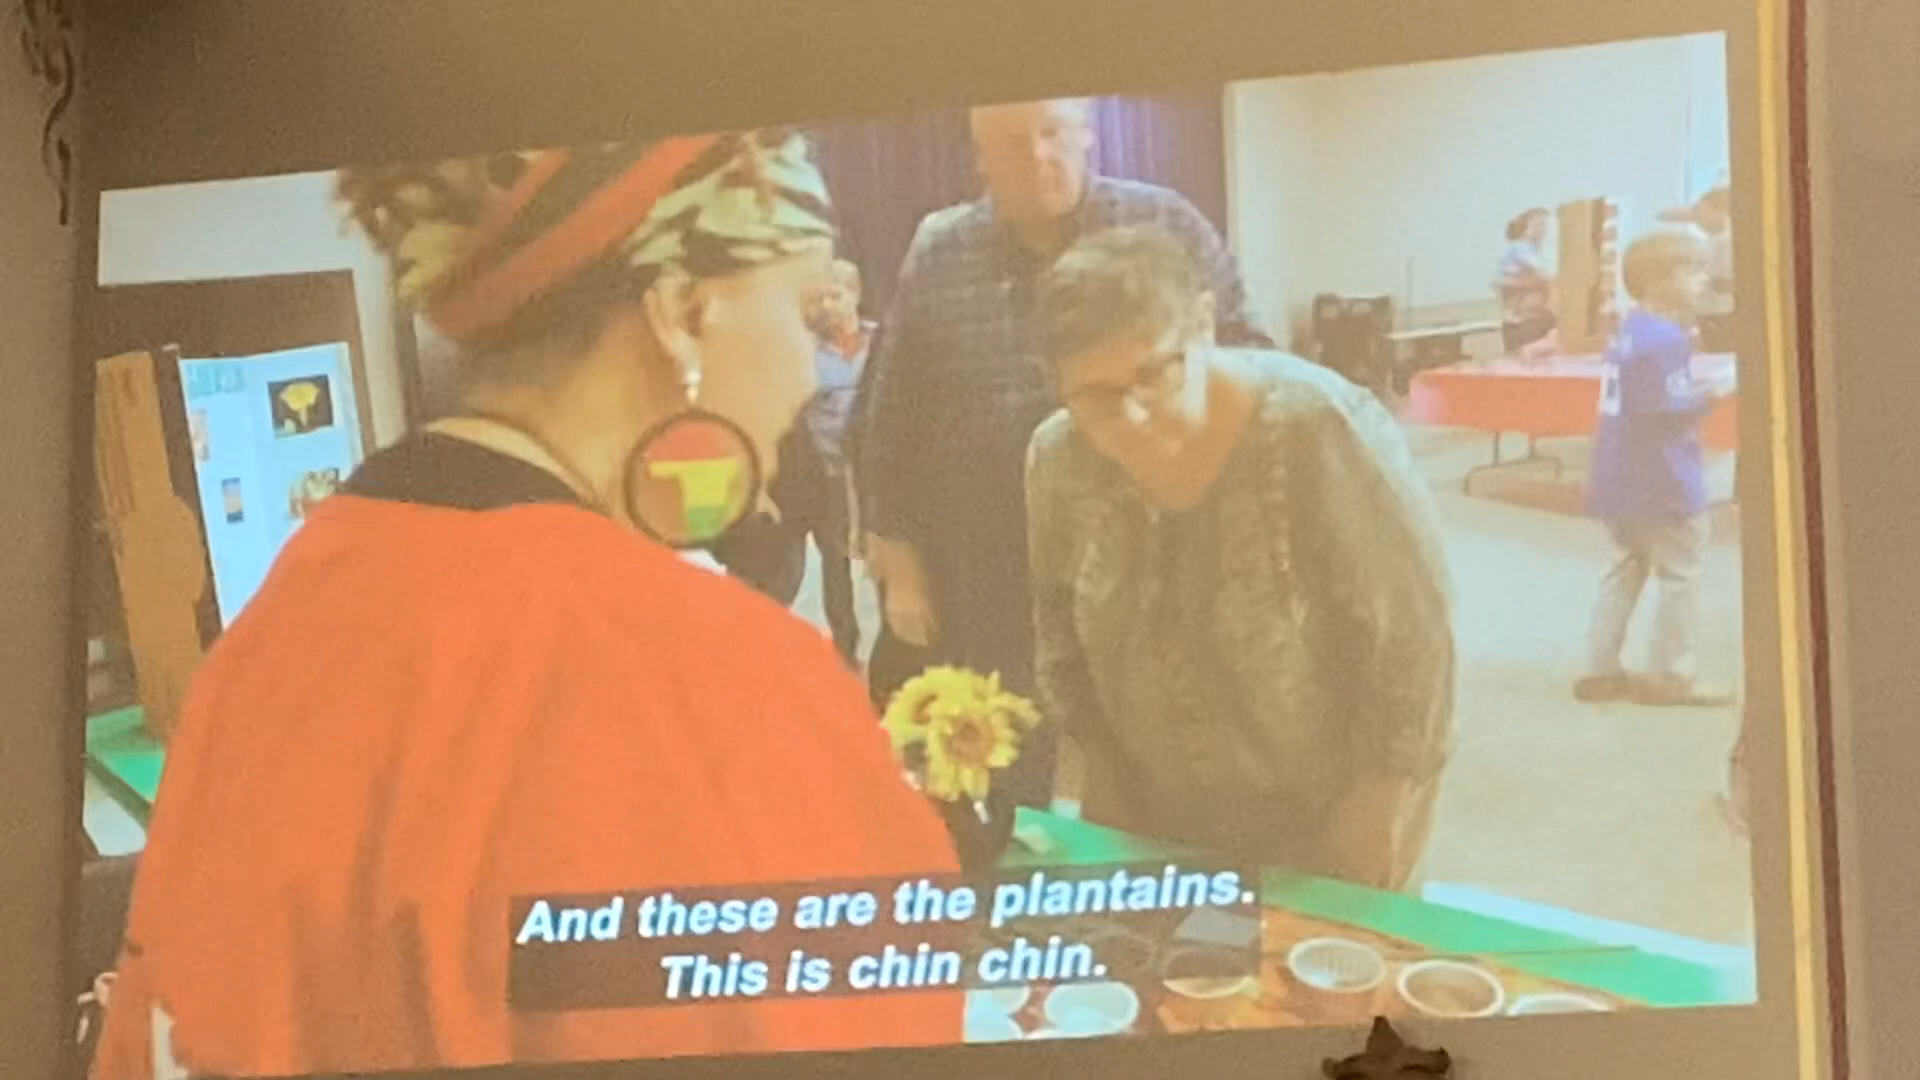 And these are the plantains.
This is chin chin.